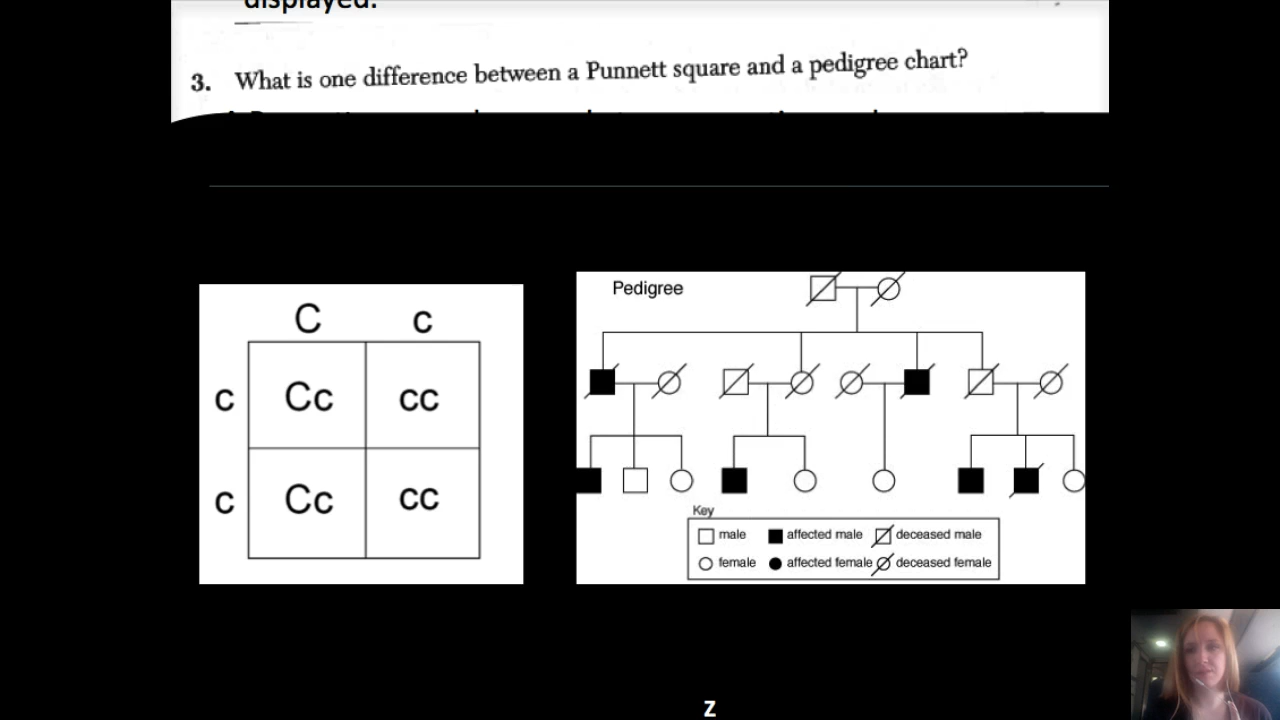 displayed.
3. What is one difference between a Punnett square and a pedigree chart?
C c
c Cc cc
c Cc cc
Pedigree
Key
male affected male deceased male
female affected female deceased female
z